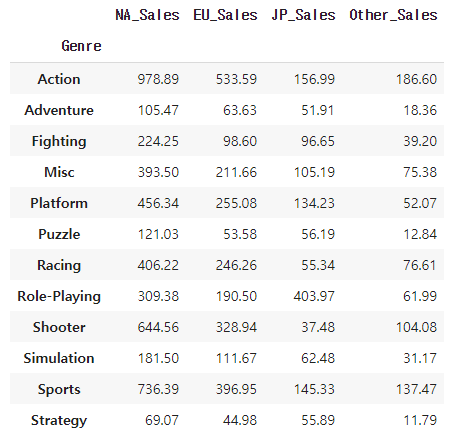 NA_Sales EU_Sales JP_Sales Other_Sales
Genre
Action 978.89 533.59 156.99 186.60
Adventure 105.47 63.63 51.91 18.36
Fighting 224.25 98.60 96.65 39.20
Misc 393.50 211.66 105.19 75.38
Platform 456.34 255.08 134.23 52.07
Puzzle 121.03 53.58 56.19 12.84
Racing 406.22 246.26 55.34 76.61
Role-Playing 309.38 190.50 403.97 61.99
Shooter 644.56 328.94 37.48 104.08
Simulation 181.50 111.67 62.48 31.17
Sports 736.39 396.95 145.33 137.47
Strategy 69.07 44.98 55.89 11.79